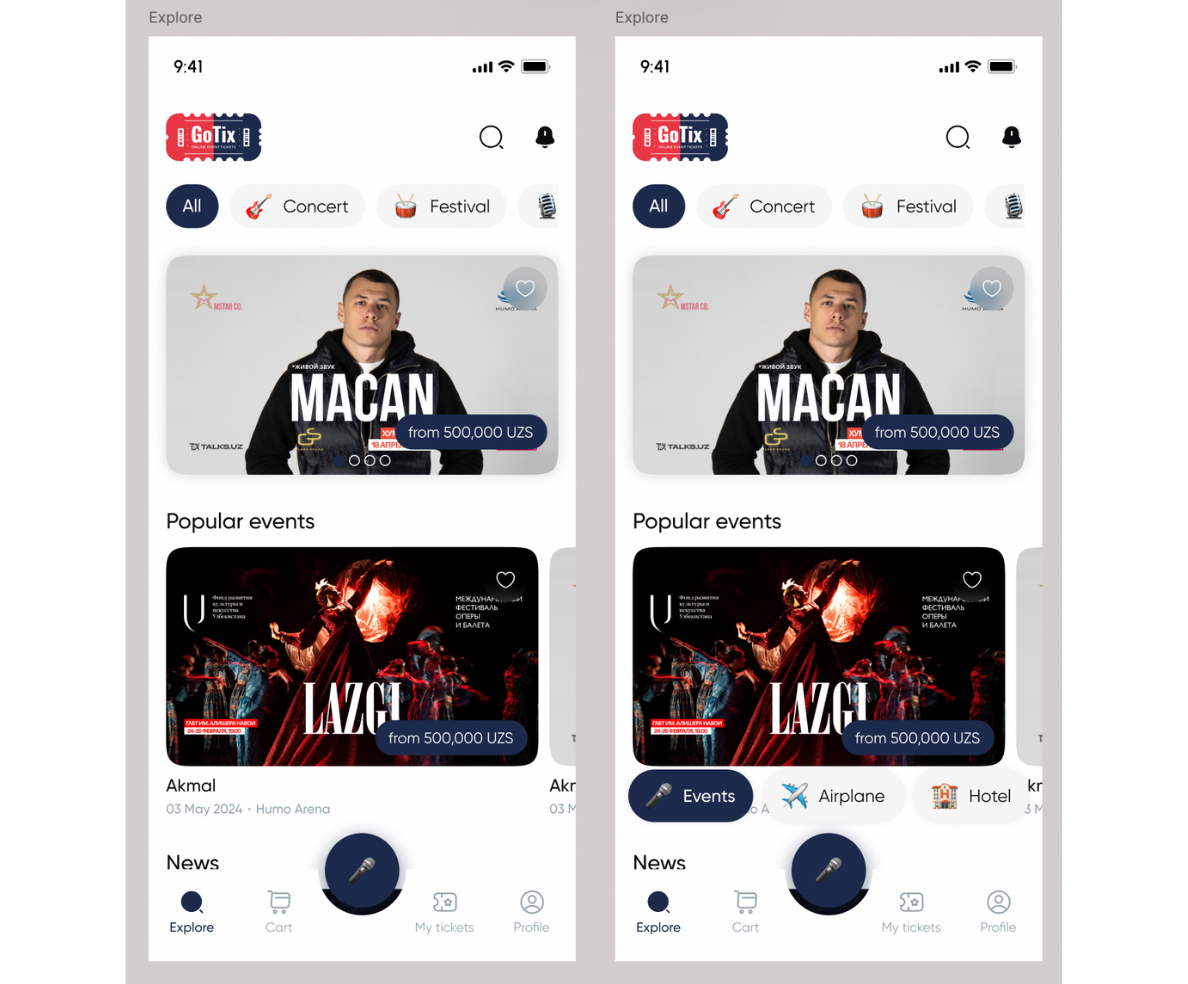 Explore
9:41
GoTix
ONLINE EVENT TICKETS
All
Concert
Festival
MSTAR CO.
HUMO
*ЖИВОЙ ЗВУК
MACAN
TALKS.UZ
18 АПРЕ
from 500,000 UZS
Popular events
Фонд развития
культуры и
искусства
Узбекистана
МЕЖДУНАРОДНЫЙ
ФЕСТИВАЛЬ
ОПЕРЫ
И БАЛЕТА
LAZGI
ГАБТ ИМ. АЛИШЕРА НАВОИ
24-25 ФЕВРАЛЯ, 19:00
from 500,000 UZS
Akmal
03 May 2024 · Humo Arena
Akr
03 M
News
Explore
Cart
My tickets
Profile
Explore
9:41
GoTix
ONLINE EVENT TICKETS
All
Concert
Festival
MSTAR CO.
HUMO
*ЖИВОЙ ЗВУК
MACAN
TALKS.UZ
18 АПРЕ
from 500,000 UZS
Popular events
Фонд развития
культуры и
искусства
Узбекистана
МЕЖДУНАРОДНЫЙ
ФЕСТИВАЛЬ
ОПЕРЫ
И БАЛЕТА
LAZGI
ГАБТ ИМ. АЛИШЕРА НАВОИ
24-25 ФЕВРАЛЯ, 19:00
from 500,000 UZS
Events
Airplane
Hotel
kr
3 M
News
Explore
Cart
My tickets
Profile